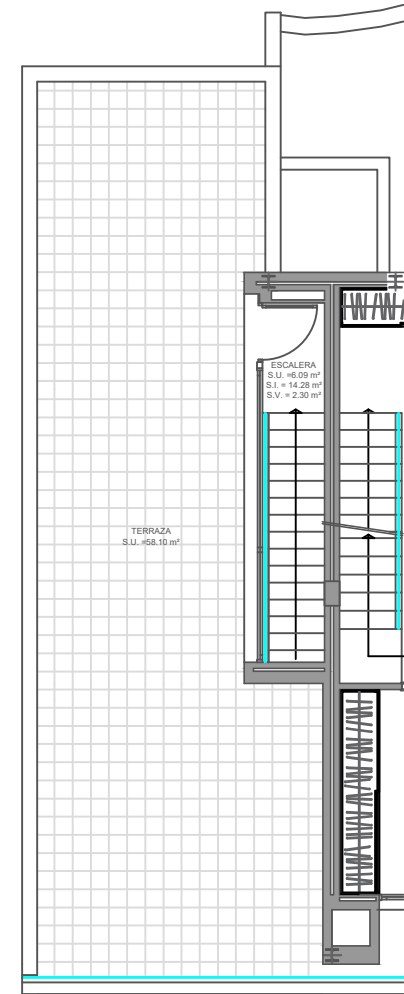 ESCALERA
S.U. =6.09 m²
S.I. = 14.28 m²
S.V. = 2.30 m²
TERRAZA
S.U. =58.10 m²